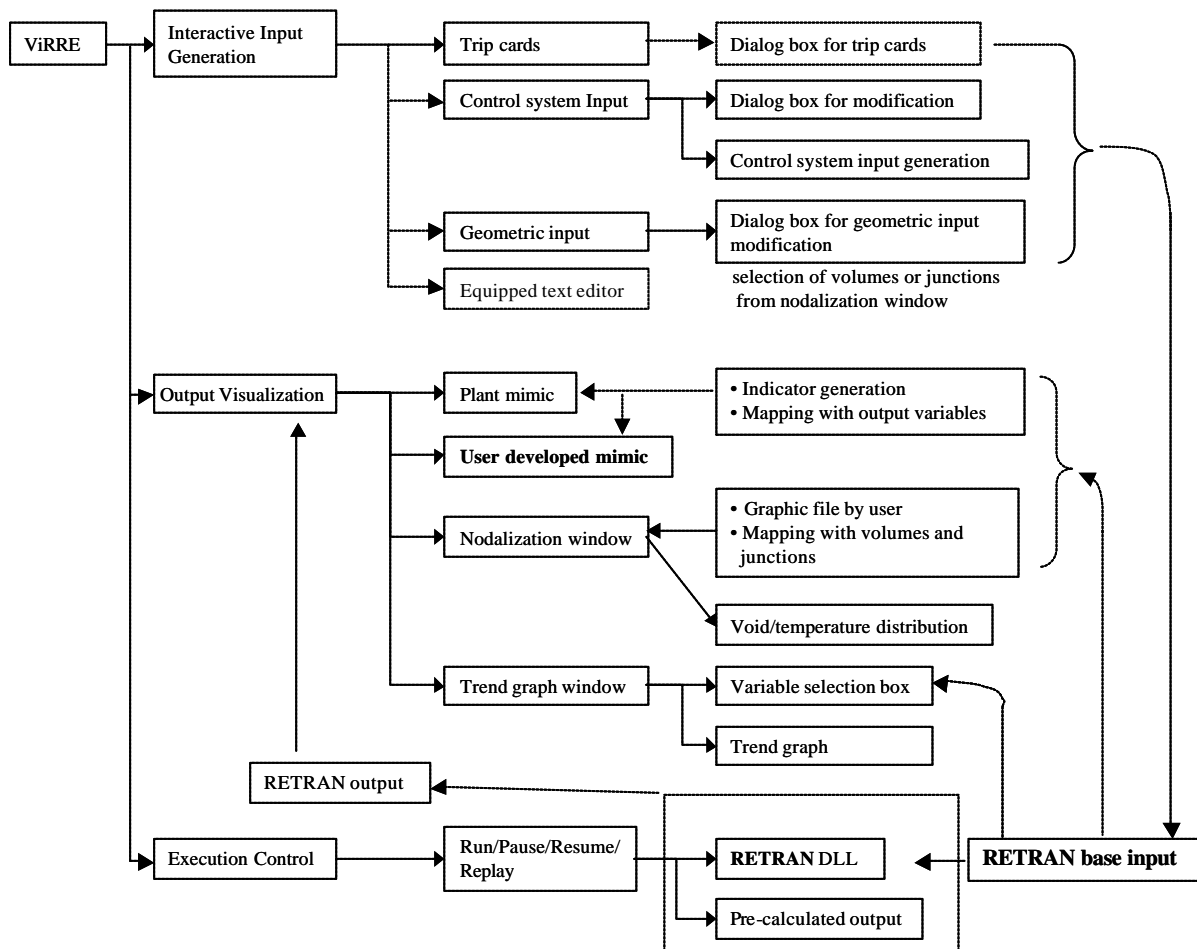 ViRRE
Interactive Input
Generation
Trip cards
Dialog box for trip cards
Control system Input
Dialog box for modification
Control system input generation
Geometric input
Dialog box for geometric input
modification
Equipped text editor
selection of volumes or junctions
from nodalization window
Output Visualization
Plant mimic
• Indicator generation
• Mapping with output variables
User developed mimic
Nodalization window
• Graphic file by user
• Mapping with volumes and
junctions
Void/temperature distribution
Trend graph window
Variable selection box
Trend graph
RETRAN output
Execution Control
Run/Pause/Resume/
Replay
RETRAN DLL
RETRAN base input
Pre-calculated output